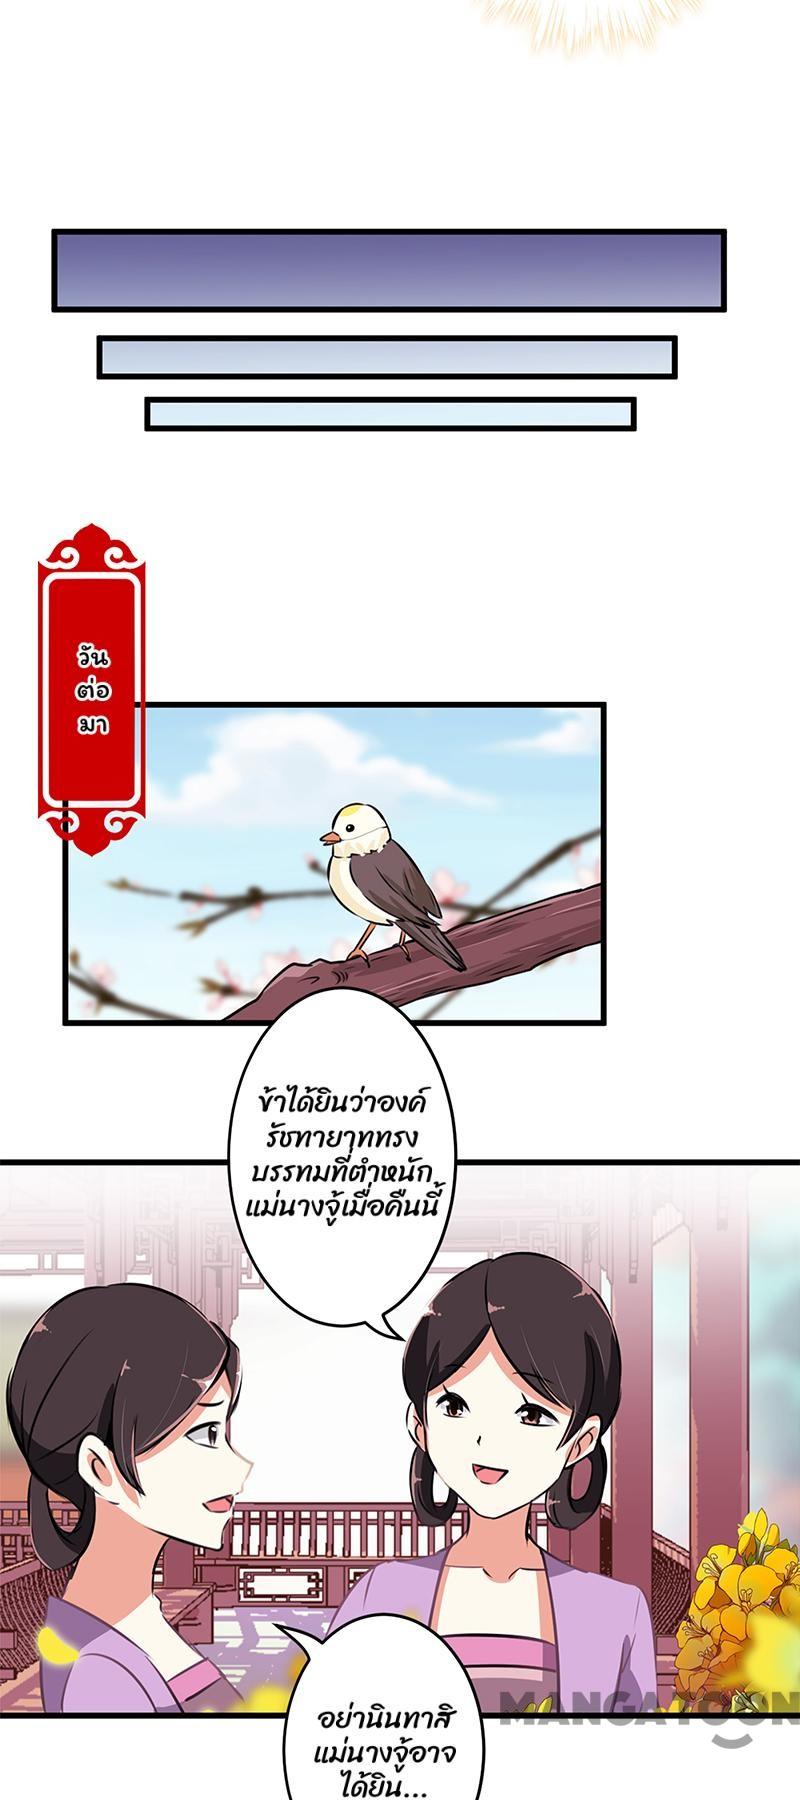 วัน
ต่อ
มา
ข้าได้ยินว่าองค์
รัชทายาททรง
บรรทมที่ตำหนัก
แม่นางจู้เมื่อคืนนี้
อย่านินทาสิ
แม่นางจู้อาจ
ได้ยิน...
MANGATOON